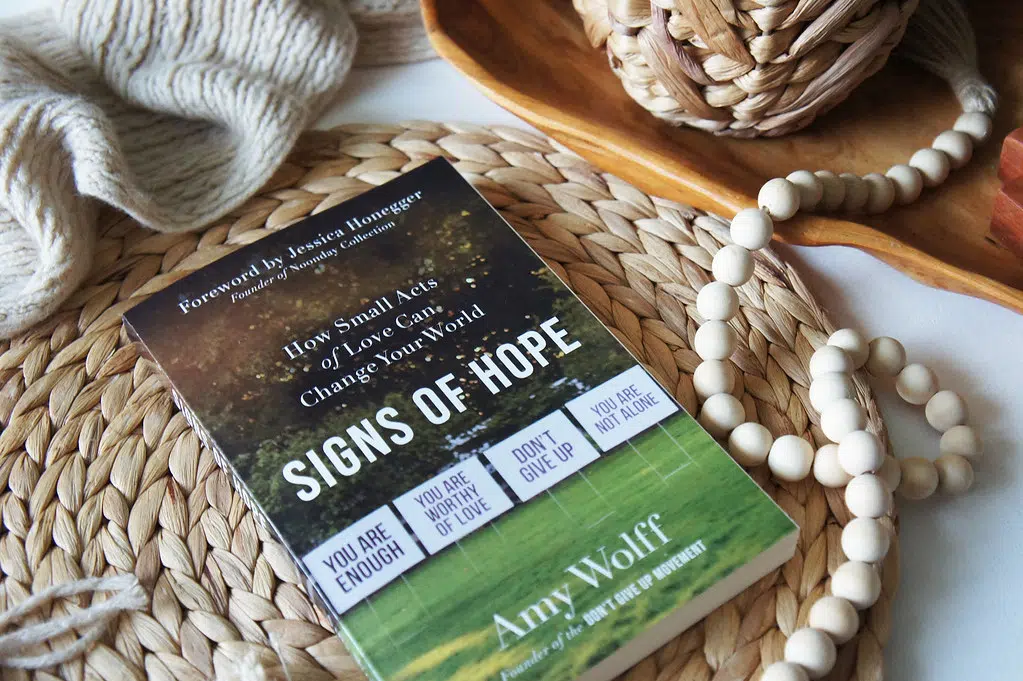 Foreword by Jessica Honegger
Founder of Noonday Collection
How Small Acts
of Love Can
Change Your World
SIGNS OF HOPE
YOU ARE
ENOUGH
YOU ARE
WORTHY
OF LOVE
DON'T
GIVE UP
YOU ARE
NOT ALONE
Amy Wolff
Founder of the DON'T GIVE UP MOVEMENT